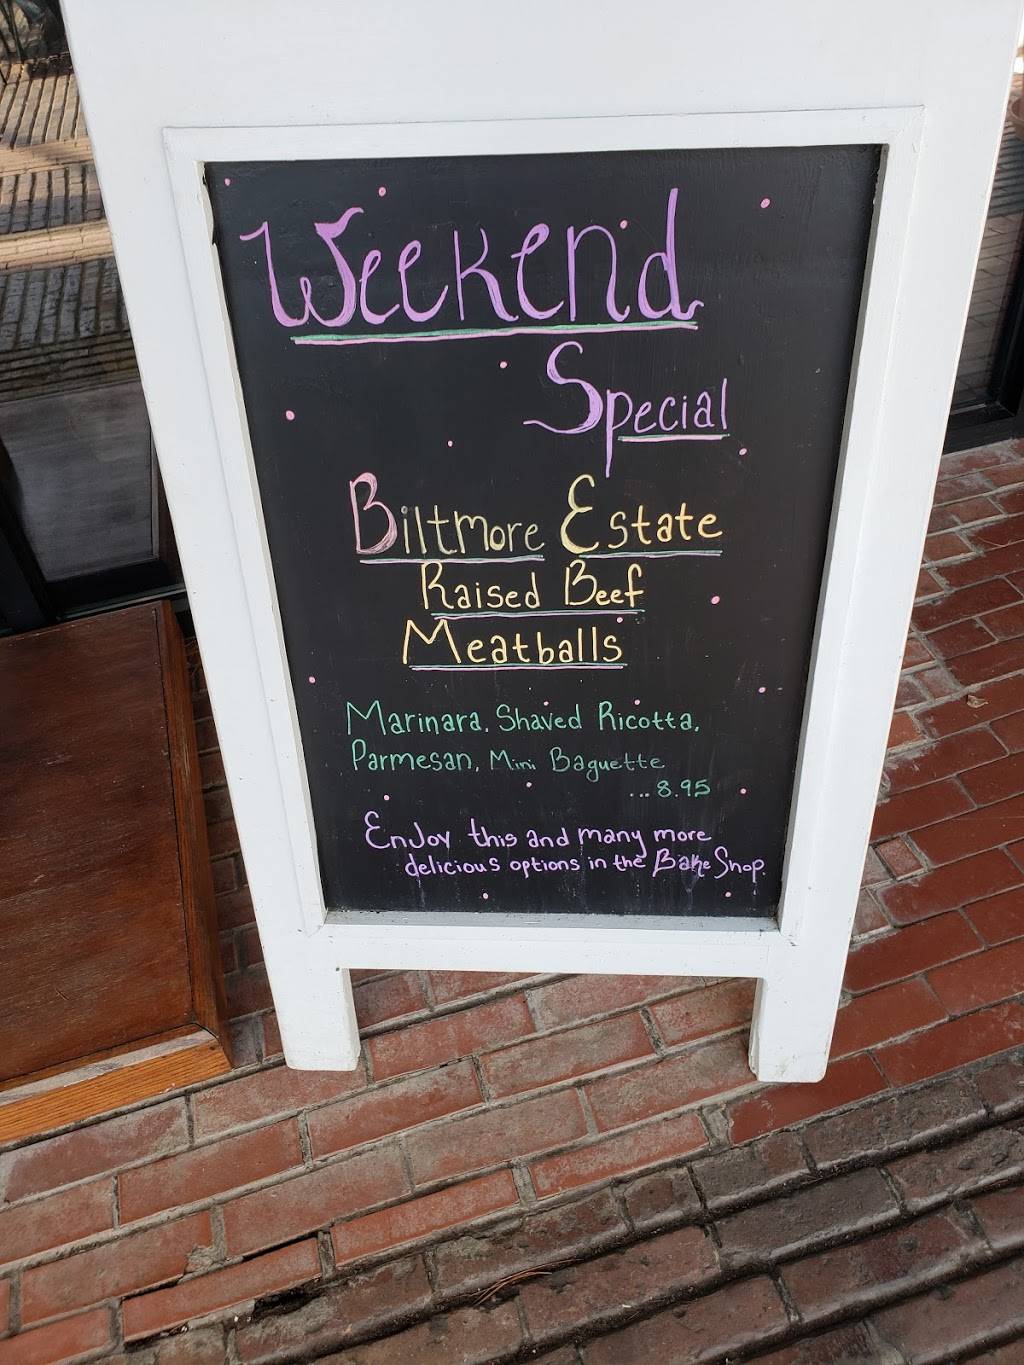 Weekend
Special
Biltmore Estate
Raised Beef
Meatballs
Marinara, Shaved Ricotta,
Parmesan, Mini Baguette
... 8.95
Enjoy this and many more
delicious options in the Bake Shop.